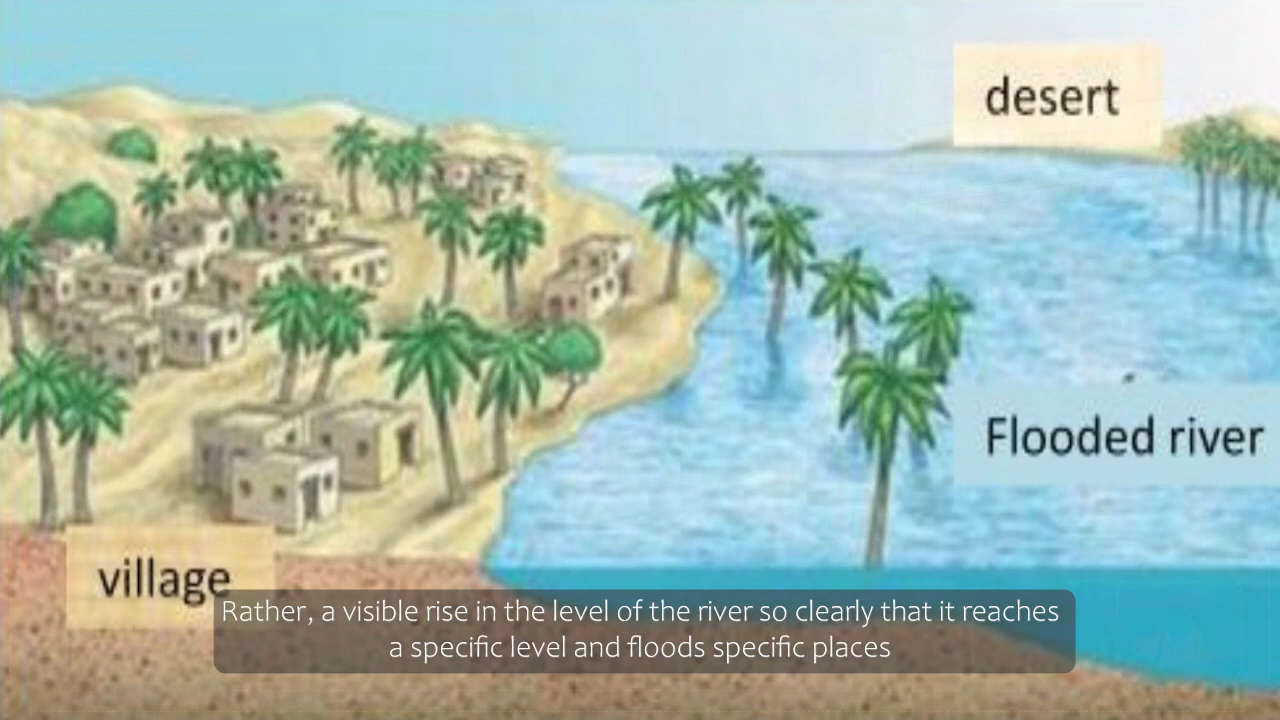 desert
Flooded river
village
Rather, a visible rise in the level of the river so clearly that it reaches
a specific level and floods specific places